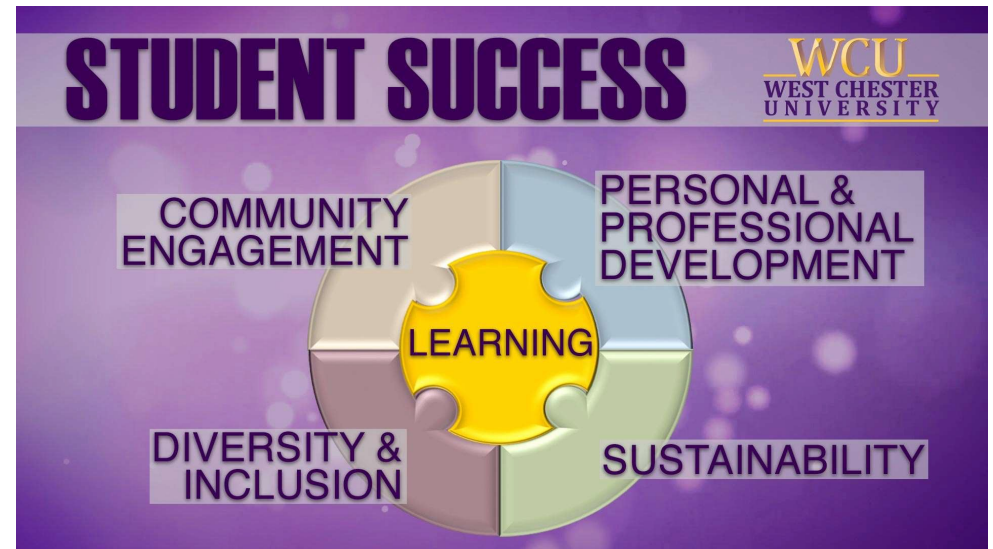 STUDENT SUCCESS
WCU
WEST CHESTER
UNIVERSITY
COMMUNITY
ENGAGEMENT
PERSONAL &
PROFESSIONAL
DEVELOPMENT
LEARNING
DIVERSITY &
INCLUSION
SUSTAINABILITY